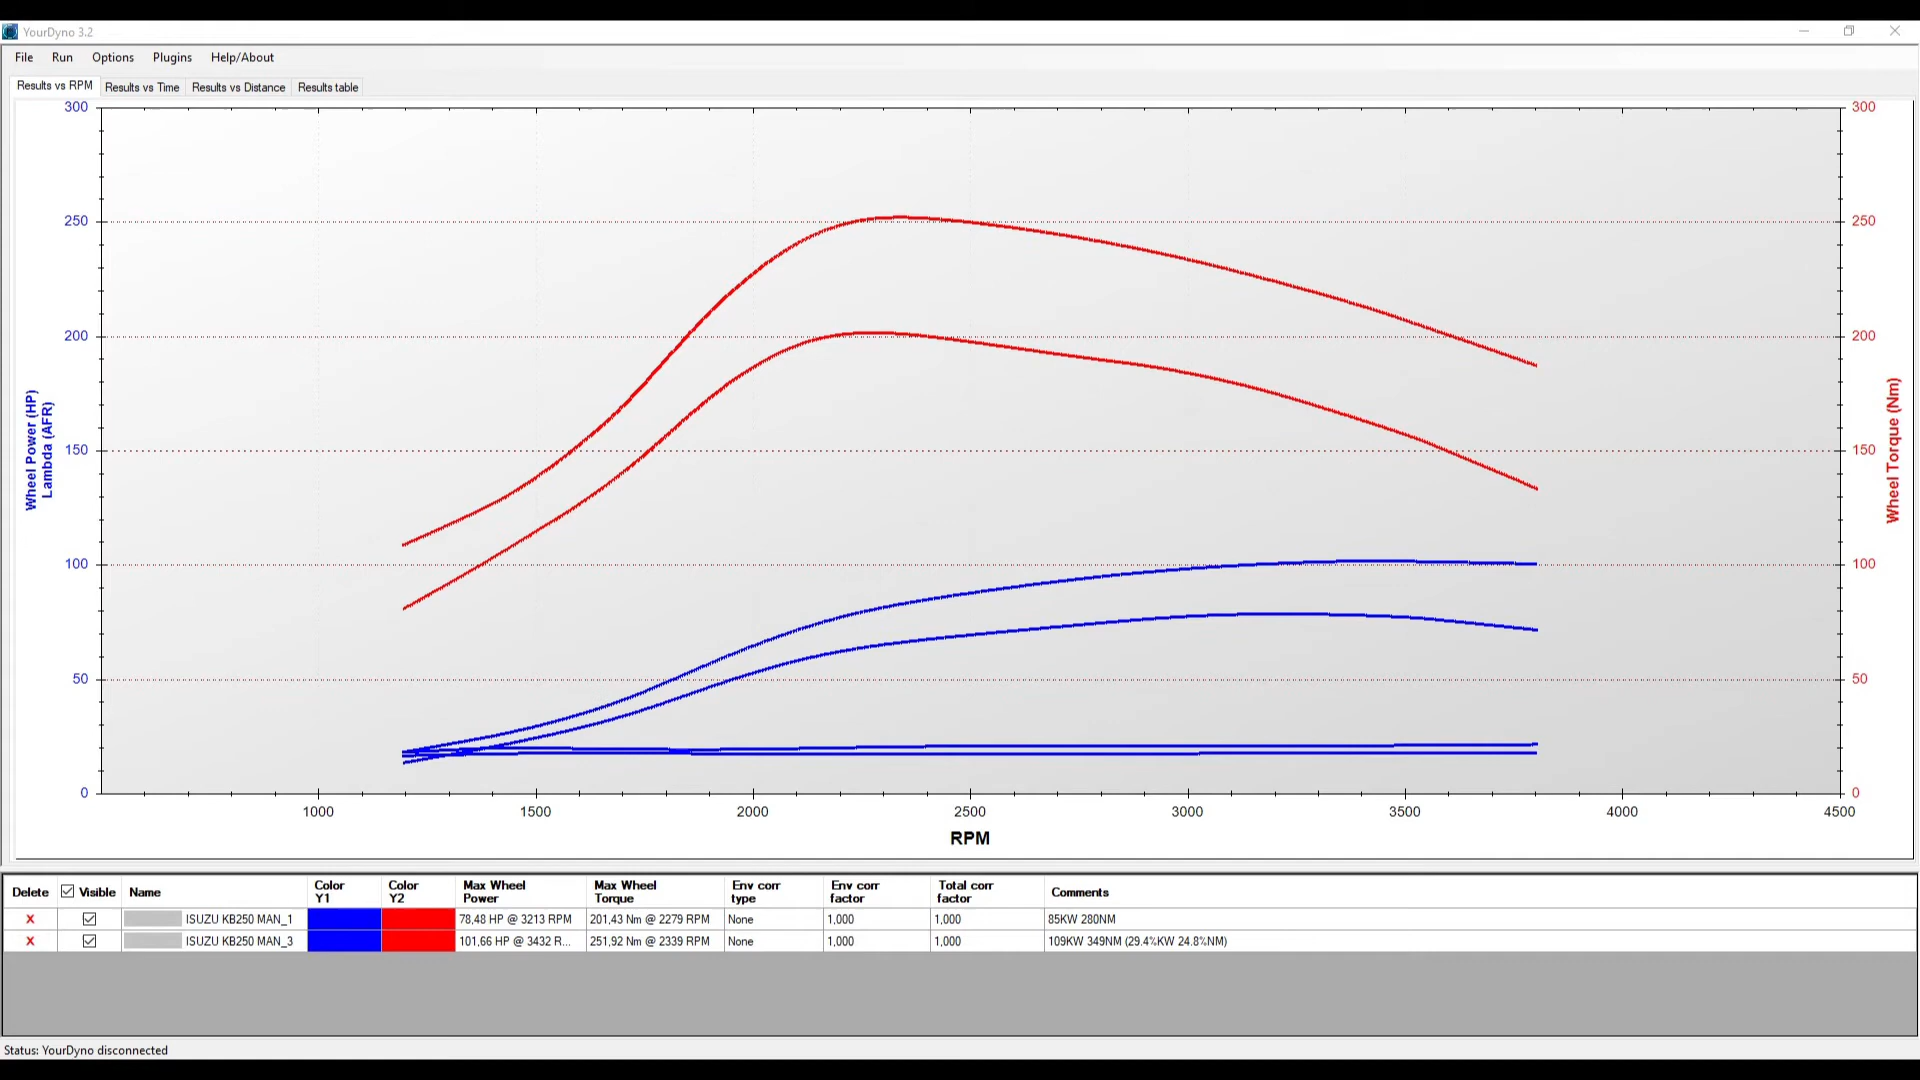 YourDyno 3.2
File Run Options Plugins Help/About
Results vs RPM Results vs Time Results vs Distance Results table
300 300
250 250
200 200
150 150
100 100
50 50
0 0
Wheel Power (HP)
Lambda (AFR)
Wheel Torque (Nm)
1000 1500 2000 2500 3000 3500 4000 4500
RPM
Delete Visible Name Color Y1 Color Y2 Max Wheel Power Max Wheel Torque Env corr type Env corr factor Total corr factor Comments
X ISUZU KB250 MAN_1 78,48 HP @ 3213 RPM 201,43 Nm @ 2279 RPM None 1,000 1,000 85KW 280NM
X ISUZU KB250 MAN_3 101,66 HP @ 3432 R... 251,92 Nm @ 2339 RPM None 1,000 1,000 109KW 349NM (29.4%KW 24.8%NM)
Status: YourDyno disconnected